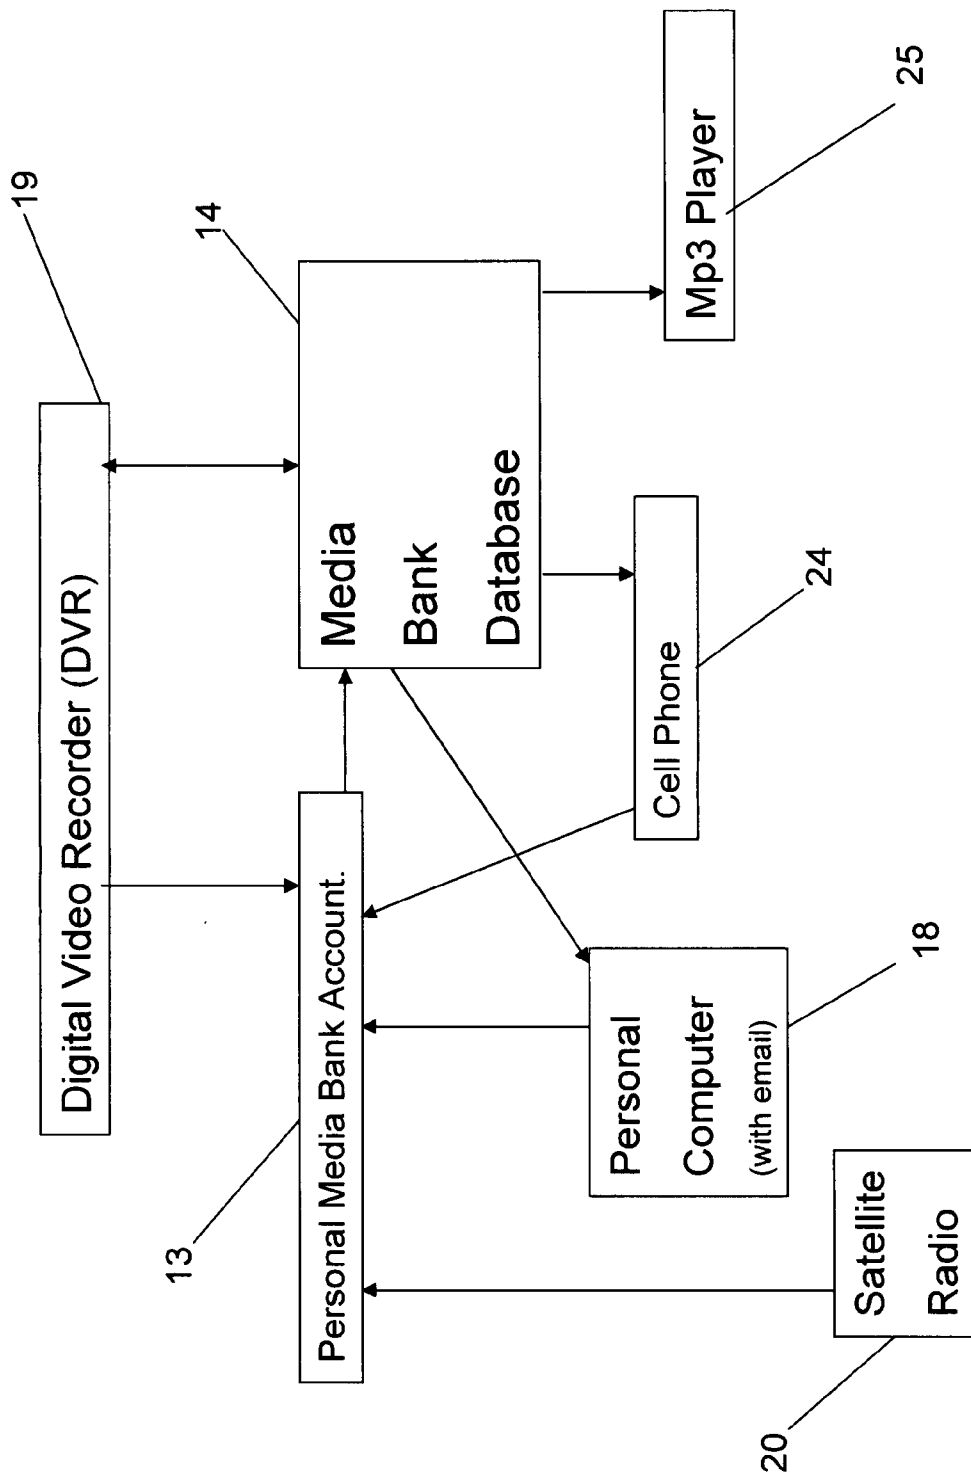 19
Digital Video Recorder (DVR)
14
Media
Bank
Database
13
Personal Media Bank Account.
Mp3 Player
25
Cell Phone
24
Personal
Computer
(with email)
18
Satellite
Radio
20